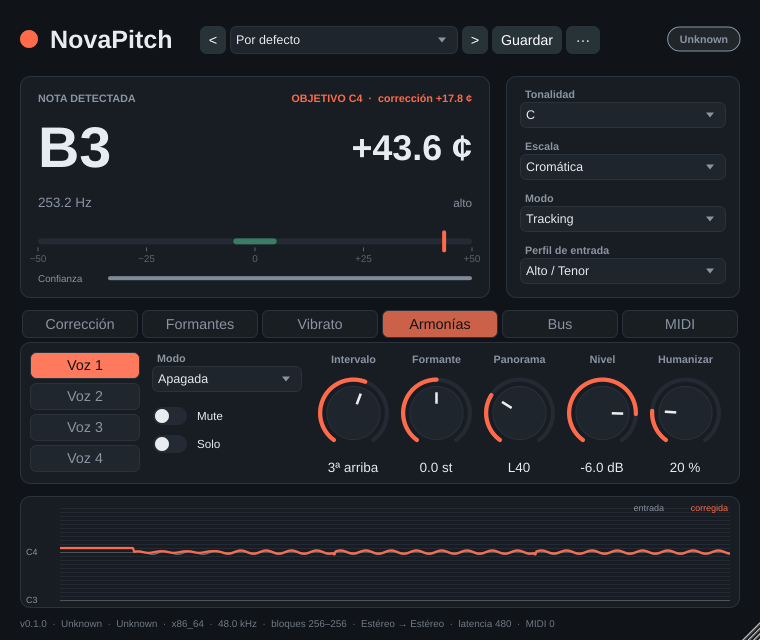 NovaPitch < Por defecto > Guardar ··· Unknown
NOTA DETECTADA OBJETIVO C4 · corrección +17.8 ¢
B3 +43.6 ¢
253.2 Hz alto
−50 −25 0 +25 +50
Confianza
Tonalidad
C
Escala
Cromática
Modo
Tracking
Perfil de entrada
Alto / Tenor
Corrección Formantes Vibrato Armonías Bus MIDI
Voz 1
Voz 2
Voz 3
Voz 4
Modo
Apagada
Mute
Solo
Intervalo Formante Panorama Nivel Humanizar
3ª arriba 0.0 st L40 -6.0 dB 20 %
entrada corregida
C4
C3
v0.1.0 · Unknown · Unknown · x86_64 · 48.0 kHz · bloques 256–256 · Estéreo → Estéreo · latencia 480 · MIDI 0